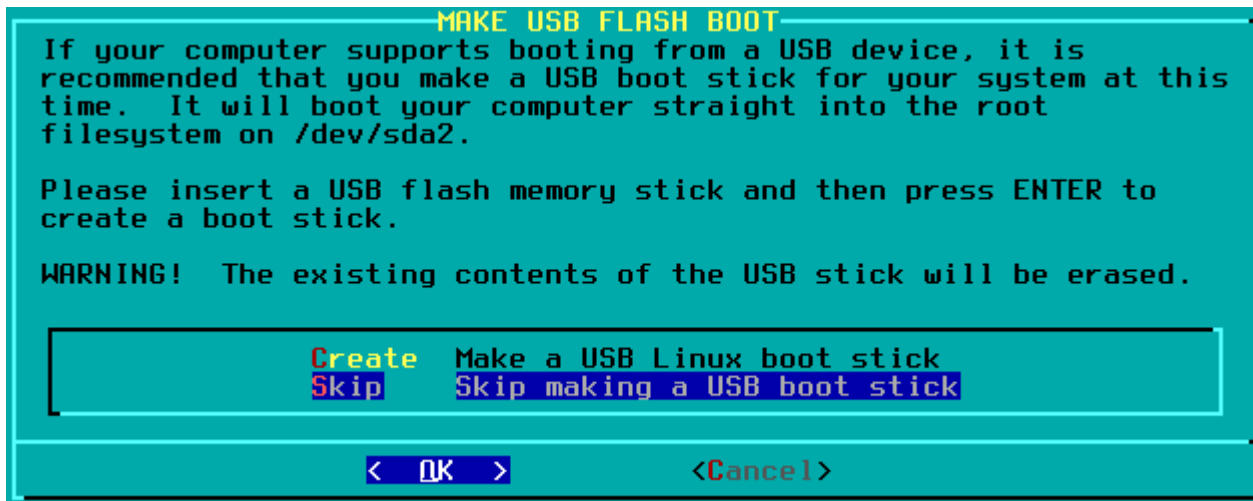 MAKE USB FLASH BOOT
If your computer supports booting from a USB device, it is
recommended that you make a USB boot stick for your system at this
time.  It will boot your computer straight into the root
filesystem on /dev/sda2.
Please insert a USB flash memory stick and then press ENTER to
create a boot stick.
WARNING!  The existing contents of the USB stick will be erased.
Create  Make a USB Linux boot stick
Skip    Skip making a USB boot stick
<  OK  >          <Cancel>